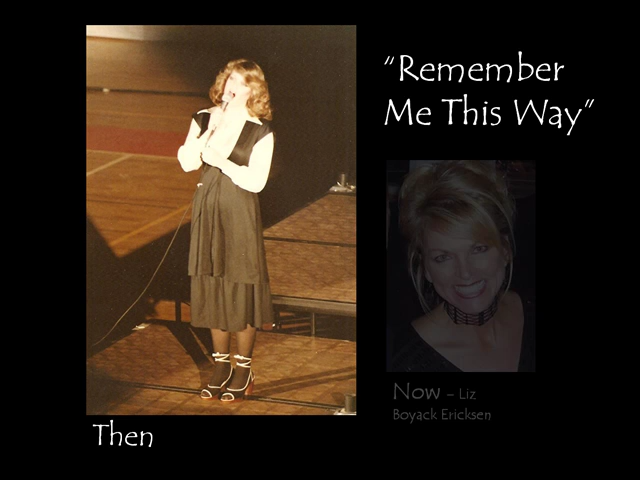 “Remember
Me This Way”
Now – Liz
Boyack Ericksen
Then